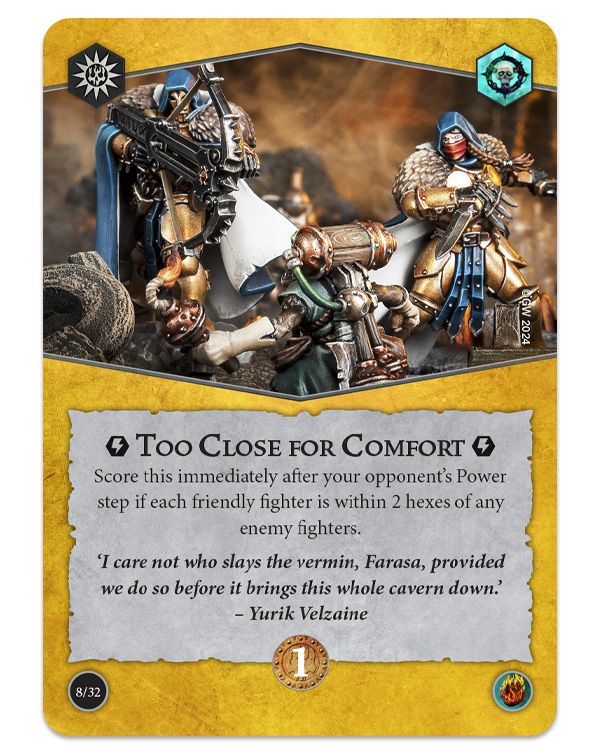 ©GW 2024
Too Close for Comfort
Score this immediately after your opponent's Power
step if each friendly fighter is within 2 hexes of any
enemy fighters.
‘I care not who slays the vermin, Farasa, provided
we do so before it brings this whole cavern down.’
– Yurik Velzaine
1
8/32